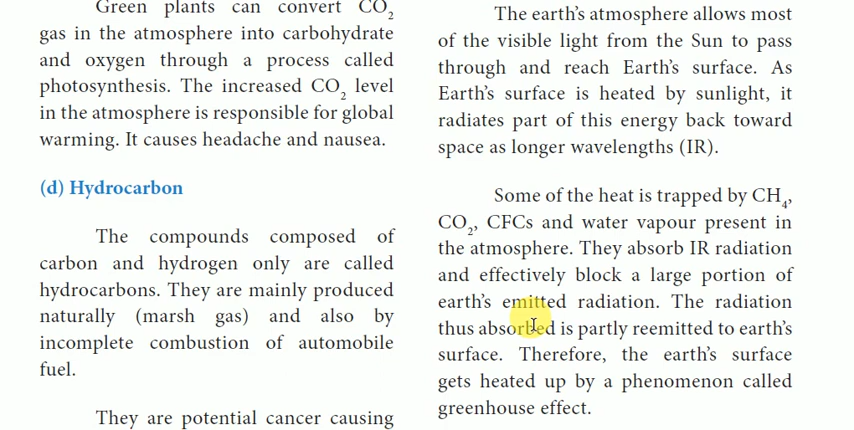 Green plants can convert CO₂
gas in the atmosphere into carbohydrate
and oxygen through a process called
photosynthesis. The increased CO₂ level
in the atmosphere is responsible for global
warming. It causes headache and nausea.
(d) Hydrocarbon
The compounds composed of
carbon and hydrogen only are called
hydrocarbons. They are mainly produced
naturally (marsh gas) and also by
incomplete combustion of automobile
fuel.
They are potential cancer causing
The earth's atmosphere allows most
of the visible light from the Sun to pass
through and reach Earth's surface. As
Earth's surface is heated by sunlight, it
radiates part of this energy back toward
space as longer wavelengths (IR).
Some of the heat is trapped by CH₄,
CO₂, CFCs and water vapour present in
the atmosphere. They absorb IR radiation
and effectively block a large portion of
earth's emitted radiation. The radiation
thus absorbed is partly reemitted to earth's
surface. Therefore, the earth's surface
gets heated up by a phenomenon called
greenhouse effect.